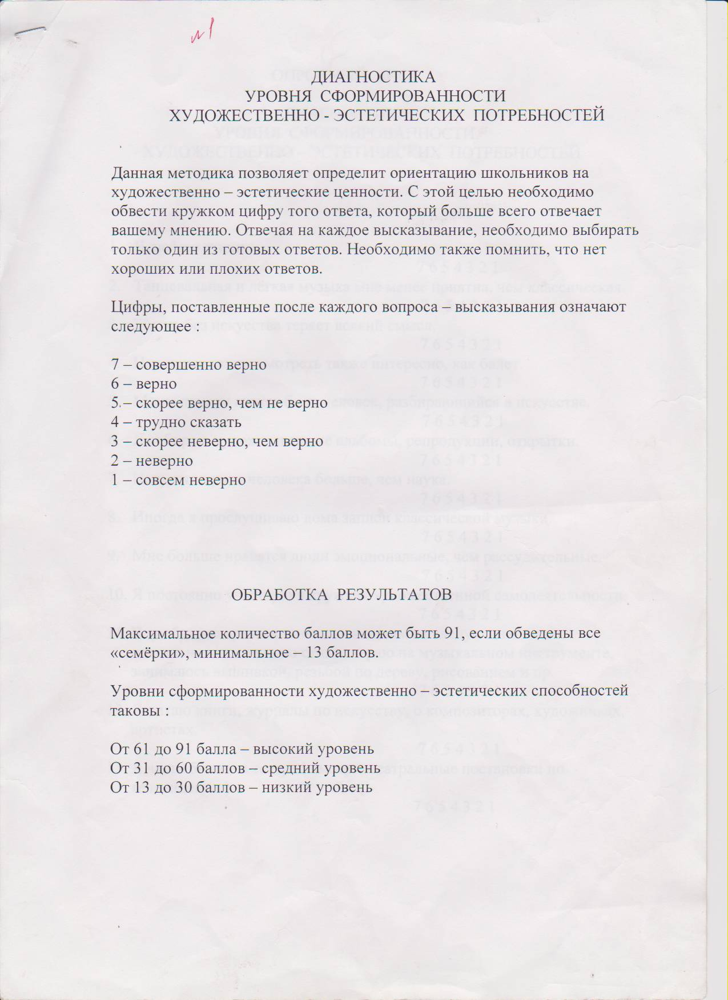 №1
ДИАГНОСТИКА
УРОВНЯ СФОРМИРОВАННОСТИ
ХУДОЖЕСТВЕННО - ЭСТЕТИЧЕСКИХ ПОТРЕБНОСТЕЙ
Данная методика позволяет определит ориентацию школьников на
художественно – эстетические ценности. С этой целью необходимо
обвести кружком цифру того ответа, который больше всего отвечает
вашему мнению. Отвечая на каждое высказывание, необходимо выбирать
только один из готовых ответов. Необходимо также помнить, что нет
хороших или плохих ответов.
Цифры, поставленные после каждого вопроса – высказывания означают
следующее :
7 – совершенно верно
6 – верно
5 – скорее верно, чем не верно
4 – трудно сказать
3 – скорее неверно, чем верно
2 – неверно
1 – совсем неверно
ОБРАБОТКА РЕЗУЛЬТАТОВ
Максимальное количество баллов может быть 91, если обведены все
«семёрки», минимальное – 13 баллов.
Уровни сформированности художественно – эстетических способностей
таковы :
От 61 до 91 балла – высокий уровень
От 31 до 60 баллов – средний уровень
От 13 до 30 баллов – низкий уровень